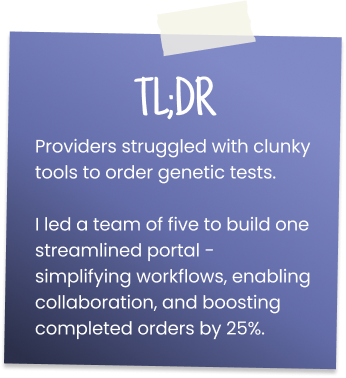 TL;DR
Providers struggled with clunky
tools to order genetic tests.
I led a team of five to build one
streamlined portal -
simplifying workflows, enabling
collaboration, and boosting
completed orders by 25%.